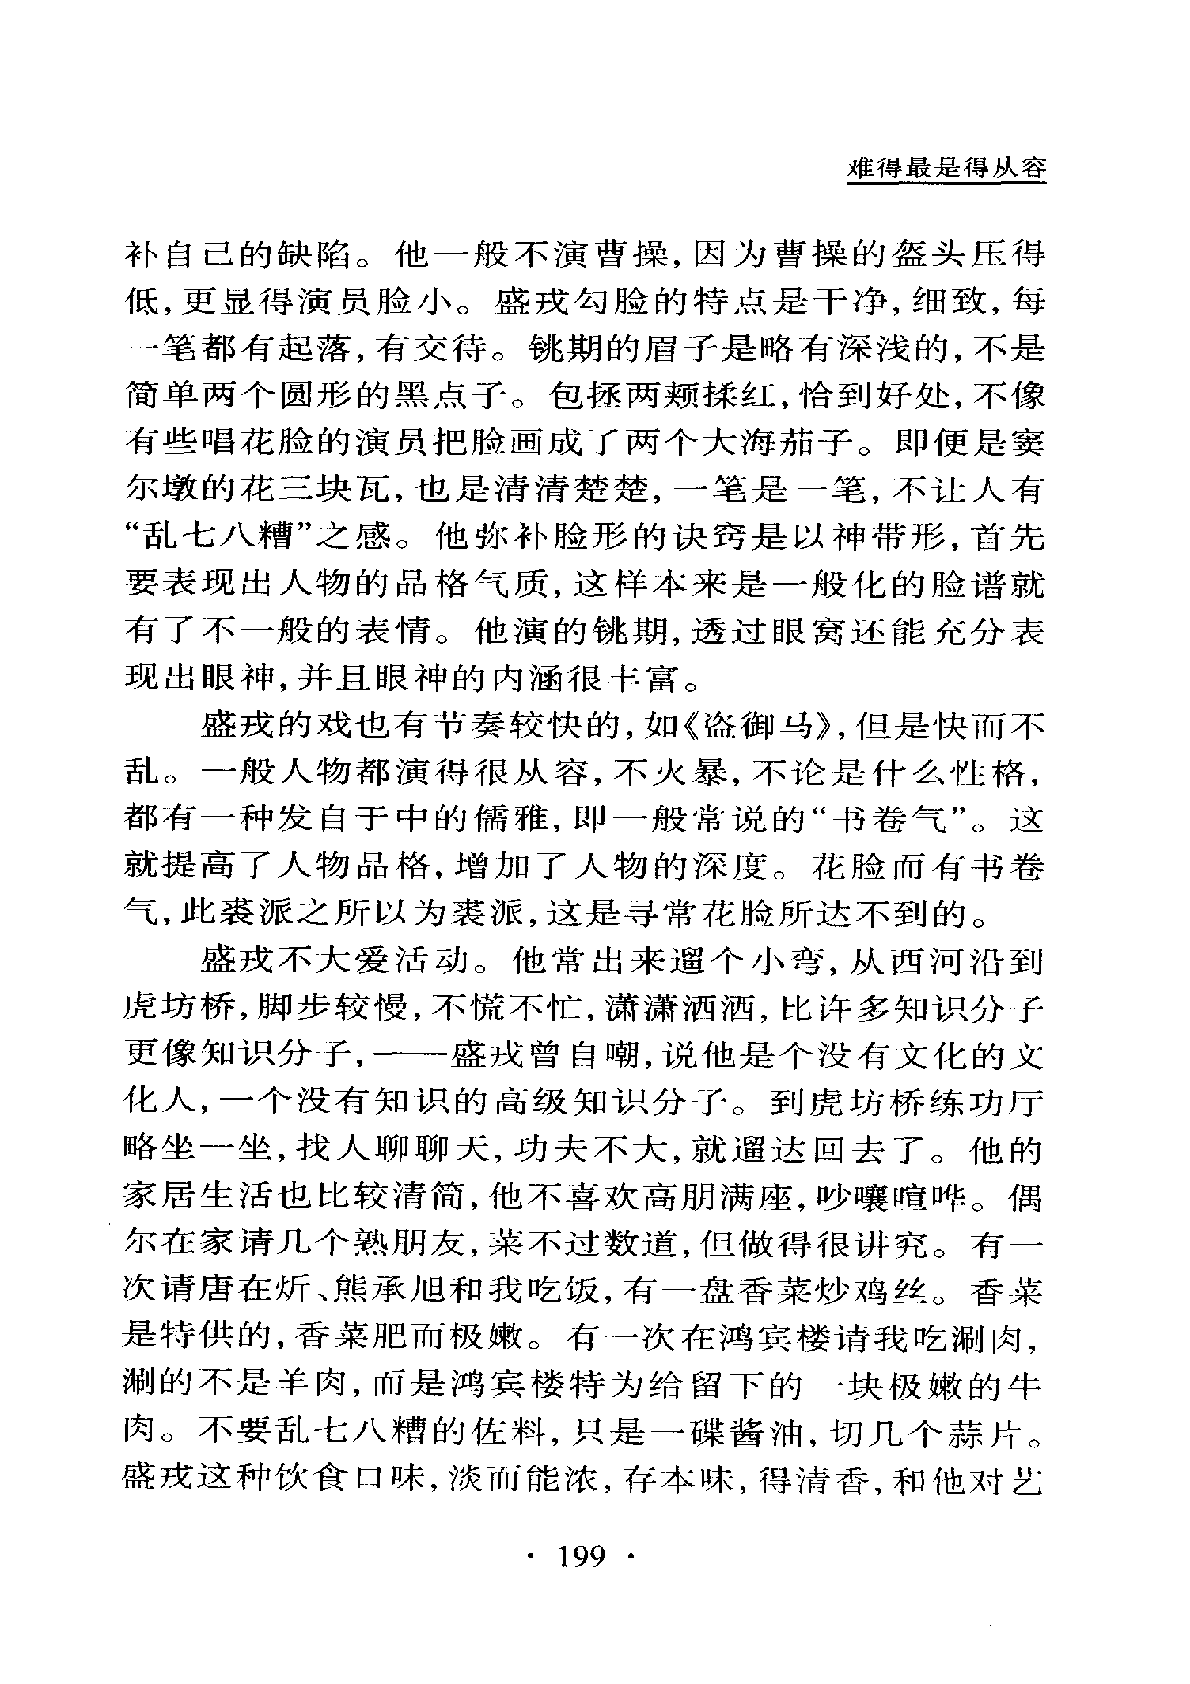 难得最是得从容
补自己的缺陷。他一般不演曹操,因为曹操的盔头压得
低,更显得演员脸小。盛戎勾脸的特点是干净,细致,每
一笔都有起落,有交待。铫期的眉子是略有深浅的,不是
简单两个圆形的黑点子。包拯两颊揉红,恰到好处,不像
有些唱花脸的演员把脸画成了两个大海茄子。即便是窦
尔墩的花三块瓦,也是清清楚楚,一笔是一笔,不让人有
“乱七八糟”之感。他弥补脸形的诀窍是以神带形,首先
要表现出人物的品格气质,这样本来是一般化的脸谱就
有了不一般的表情。他演的铫期,透过眼窝还能充分表
现出眼神,并且眼神的内涵很丰富。
盛戎的戏也有节奏较快的,如《盗御马》,但是快而不
乱。一般人物都演得很从容,不火暴,不论是什么性格,
都有一种发自于中的儒雅,即一般常说的“书卷气”。这
就提高了人物品格,增加了人物的深度。花脸而有书卷
气,此裘派之所以为裘派,这是寻常花脸所达不到的。
盛戎不大爱活动。他常出来遛个小弯,从西河沿到
虎坊桥,脚步较慢,不慌不忙,潇潇洒洒,比许多知识分子
更像知识分子,——盛戎曾自嘲,说他是个没有文化的文
化人,一个没有知识的高级知识分子。到虎坊桥练功厅
略坐一坐,找人聊聊天,功夫不大,就遛达回去了。他的
家居生活也比较清简,他不喜欢高朋满座,吵嚷喧哗。偶
尔在家请几个熟朋友,菜不过数道,但做得很讲究。有一
次请唐在炘、熊承旭和我吃饭,有一盘香菜炒鸡丝。香菜
是特供的,香菜肥而极嫩。有一次在鸿宾楼请我吃涮肉,
涮的不是羊肉,而是鸿宾楼特为给留下的一块极嫩的牛
肉。不要乱七八糟的佐料,只是一碟酱油,切几个蒜片。
盛戎这种饮食口味,淡而能浓,存本味,得清香,和他对艺
· 199 ·